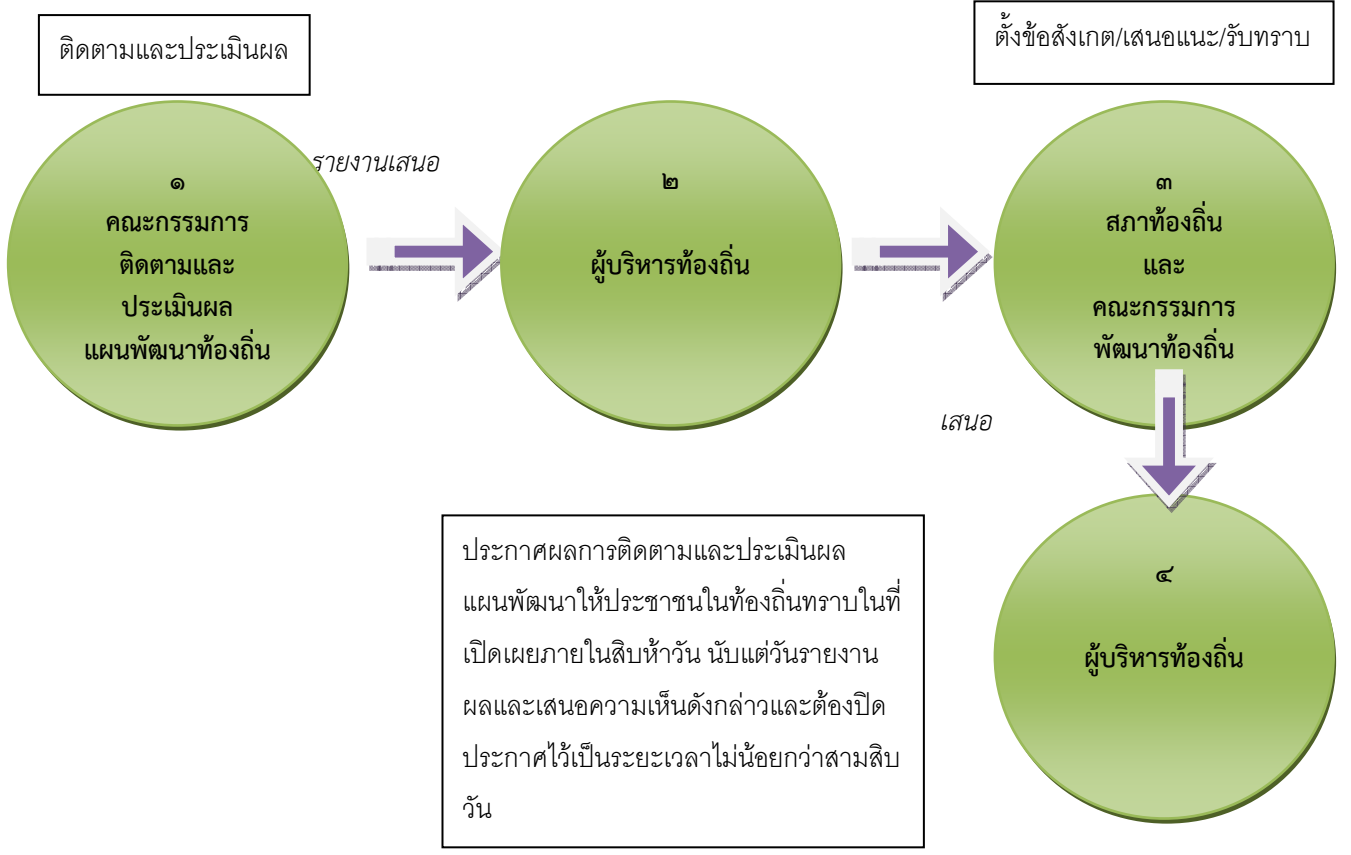 ติดตามและประเมินผล
ตั้งข้อสังเกต/เสนอแนะ/รับทราบ
๑
คณะกรรมการ
ติดตามและ
ประเมินผล
แผนพัฒนาท้องถิ่น
รายงานเสนอ
๒
ผู้บริหารท้องถิ่น
๓
สภาท้องถิ่น
และ
คณะกรรมการ
พัฒนาท้องถิ่น
เสนอ
๔
ผู้บริหารท้องถิ่น
ประกาศผลการติดตามและประเมินผล
แผนพัฒนาให้ประชาชนในท้องถิ่นทราบในที่
เปิดเผยภายในสิบห้าวัน นับแต่วันรายงาน
ผลและเสนอความเห็นดังกล่าวและต้องปิด
ประกาศไว้เป็นระยะเวลาไม่น้อยกว่าสามสิบ
วัน